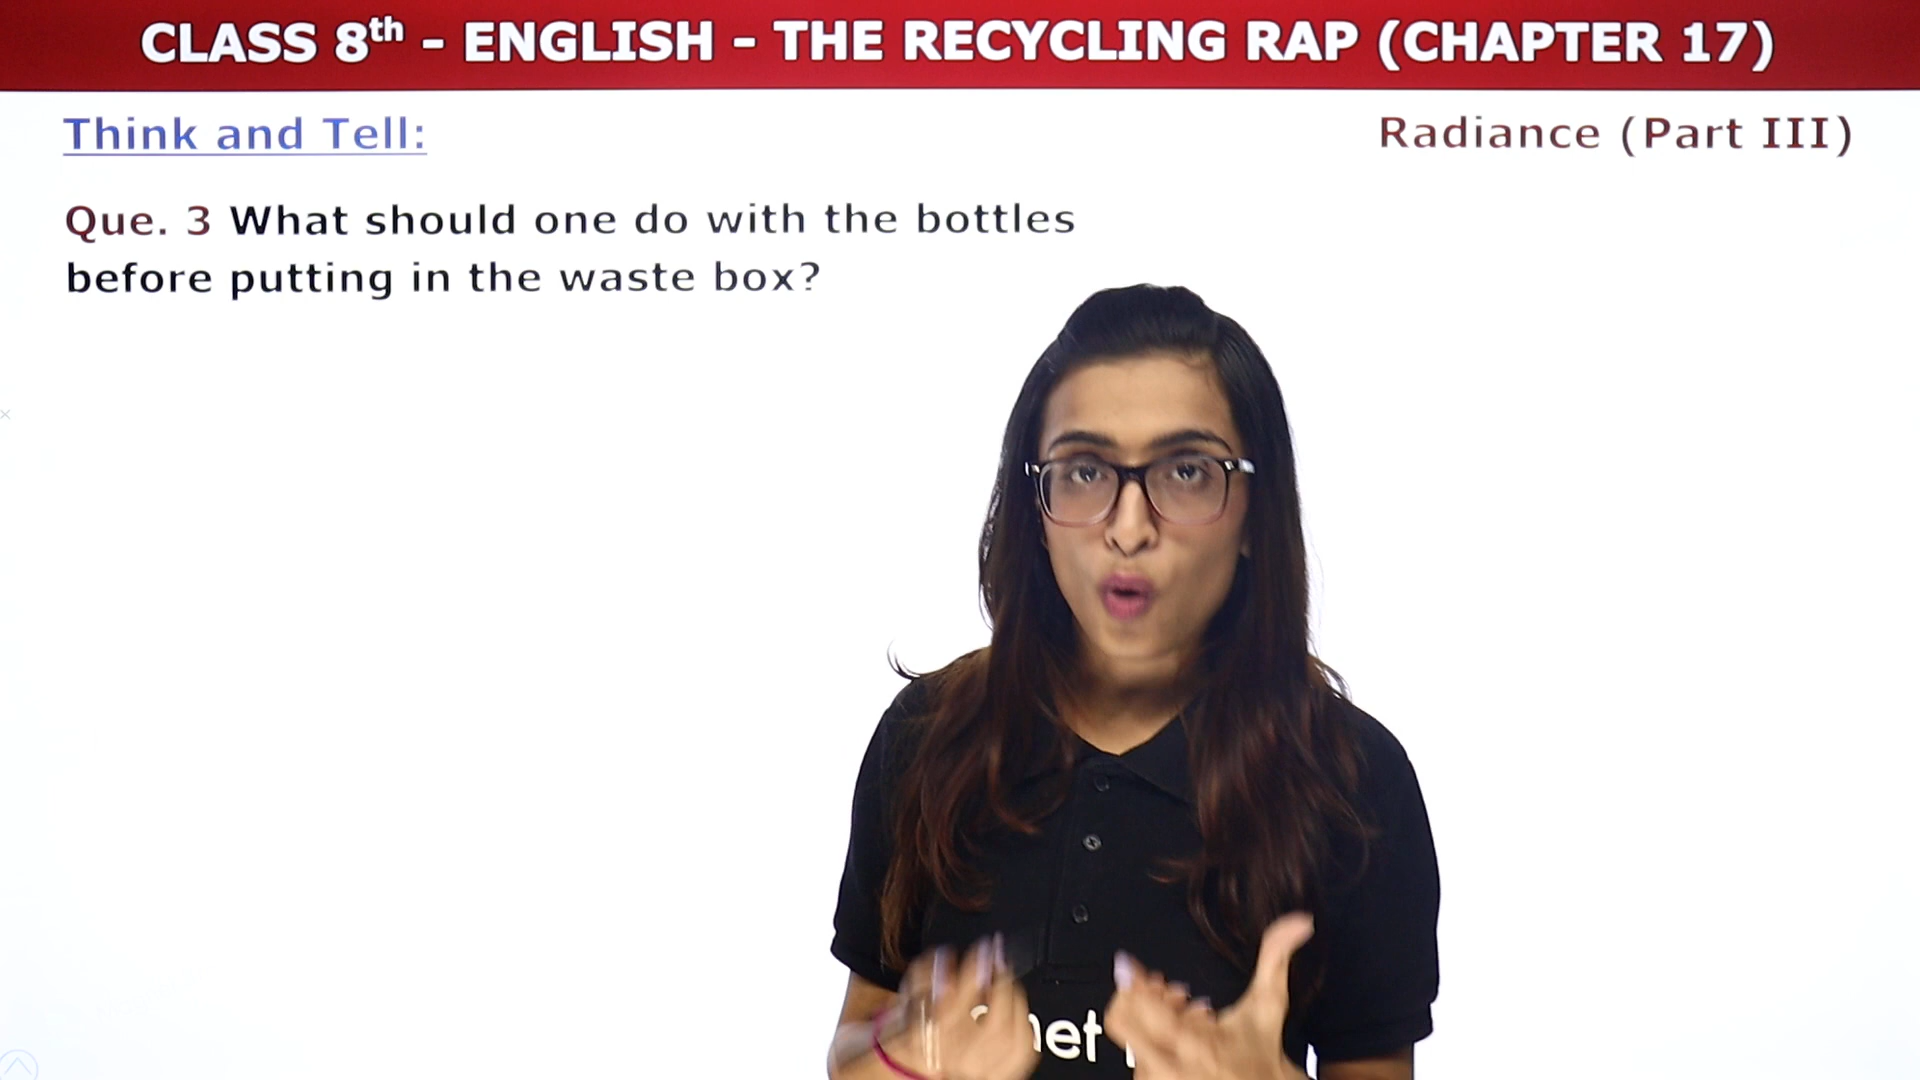 CLASS 8th - ENGLISH - THE RECYCLING RAP (CHAPTER 17)
Think and Tell:
Radiance (Part III)
Que. 3 What should one do with the bottles
before putting in the waste box?